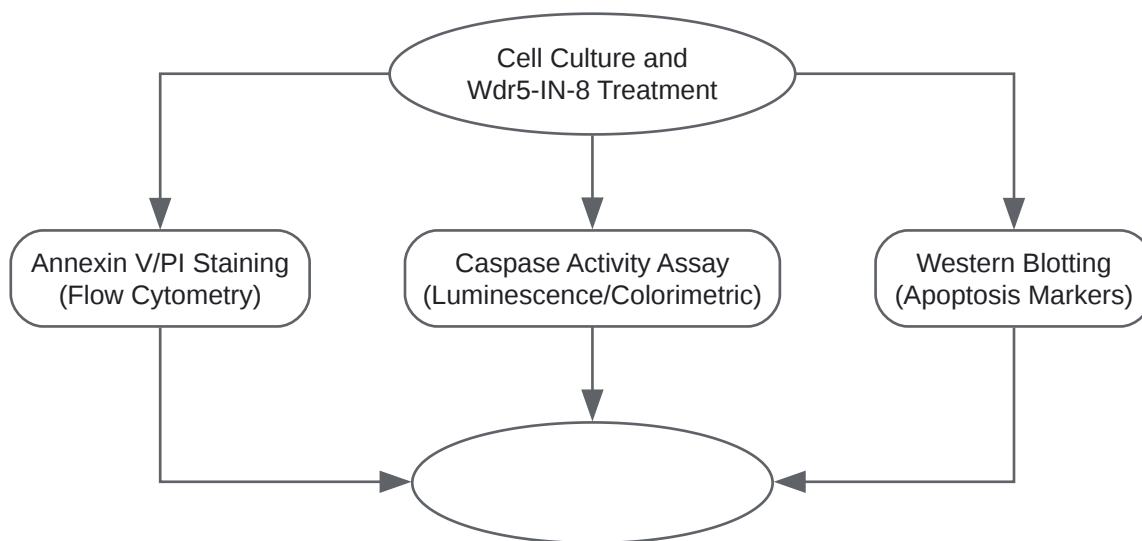 Cell Culture and
Wdr5-IN-8 Treatment
Annexin V/PI Staining
(Flow Cytometry)
Caspase Activity Assay
(Luminescence/Colorimetric)
Western Blotting
(Apoptosis Markers)